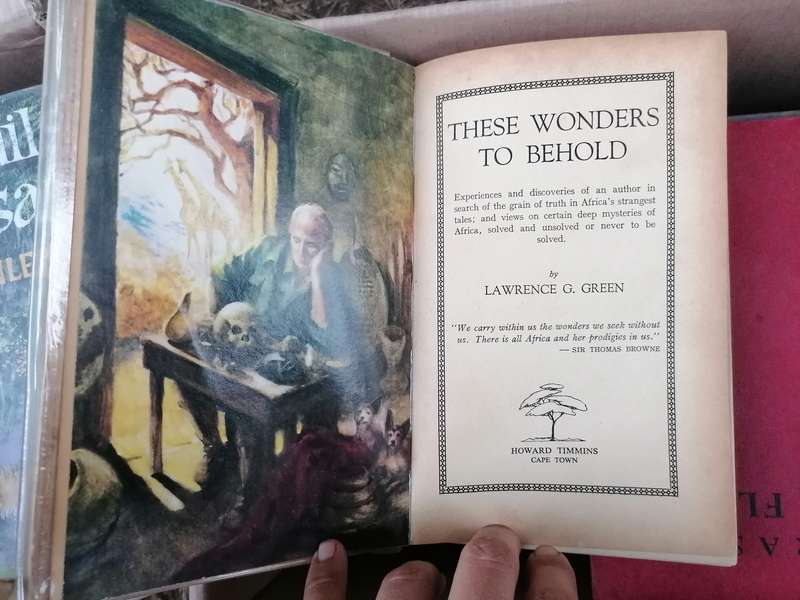 THESE WONDERS
TO BEHOLD
Experiences and discoveries of an author in
search of the grain of truth in Africa's strangest
tales; and views on certain deep mysteries of
Africa, solved and unsolved or never to be
solved.
by
LAWRENCE G. GREEN
"We carry within us the wonders we seek without
us. There is all Africa and her prodigies in us."
— SIR THOMAS BROWNE
HOWARD TIMMINS
CAPE TOWN